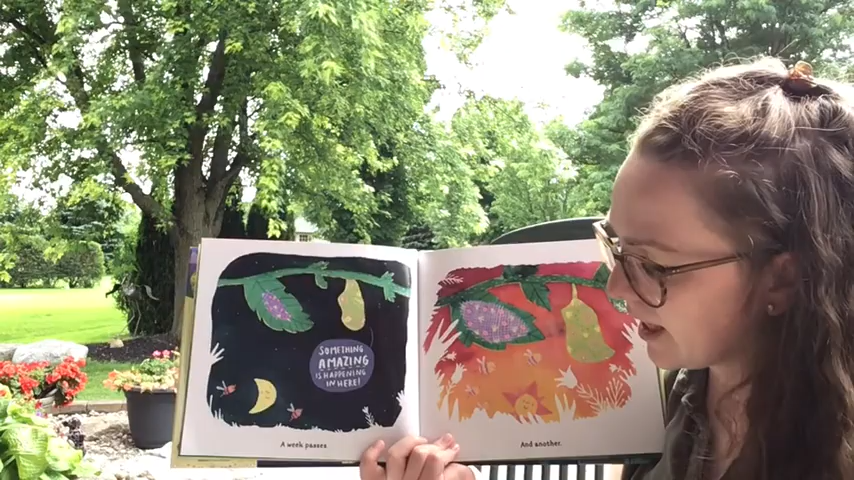 SOMETHING
AMAZING
IS HAPPENING
IN HERE!
A week passes.
And another.